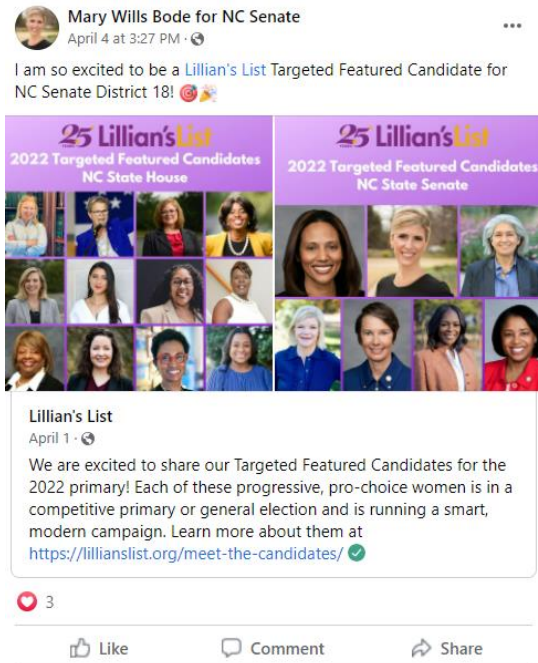 Mary Wills Bode for NC Senate
April 4 at 3:27 PM ·
I am so excited to be a Lillian's List Targeted Featured Candidate for
NC Senate District 18!
25 Lillian'sList
2022 Targeted Featured Candidates
NC State House
25 Lillian'sList
2022 Targeted Featured Candidates
NC State Senate
Lillian's List
April 1 ·
We are excited to share our Targeted Featured Candidates for the
2022 primary! Each of these progressive, pro-choice women is in a
competitive primary or general election and is running a smart,
modern campaign. Learn more about them at
https://lillianslist.org/meet-the-candidates/
3
Like
Comment
Share